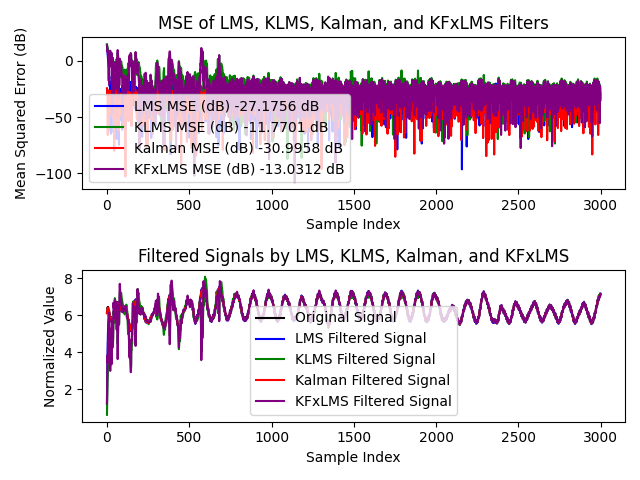 MSE of LMS, KLMS, Kalman, and KFxLMS Filters
Mean Squared Error (dB)
0
−50
−100
LMS MSE (dB) -27.1756 dB
KLMS MSE (dB) -11.7701 dB
Kalman MSE (dB) -30.9958 dB
KFxLMS MSE (dB) -13.0312 dB
0 500 1000 1500 2000 2500 3000
Sample Index
Filtered Signals by LMS, KLMS, Kalman, and KFxLMS
Normalized Value
8
6
4
2
Original Signal
LMS Filtered Signal
KLMS Filtered Signal
Kalman Filtered Signal
KFxLMS Filtered Signal
0 500 1000 1500 2000 2500 3000
Sample Index